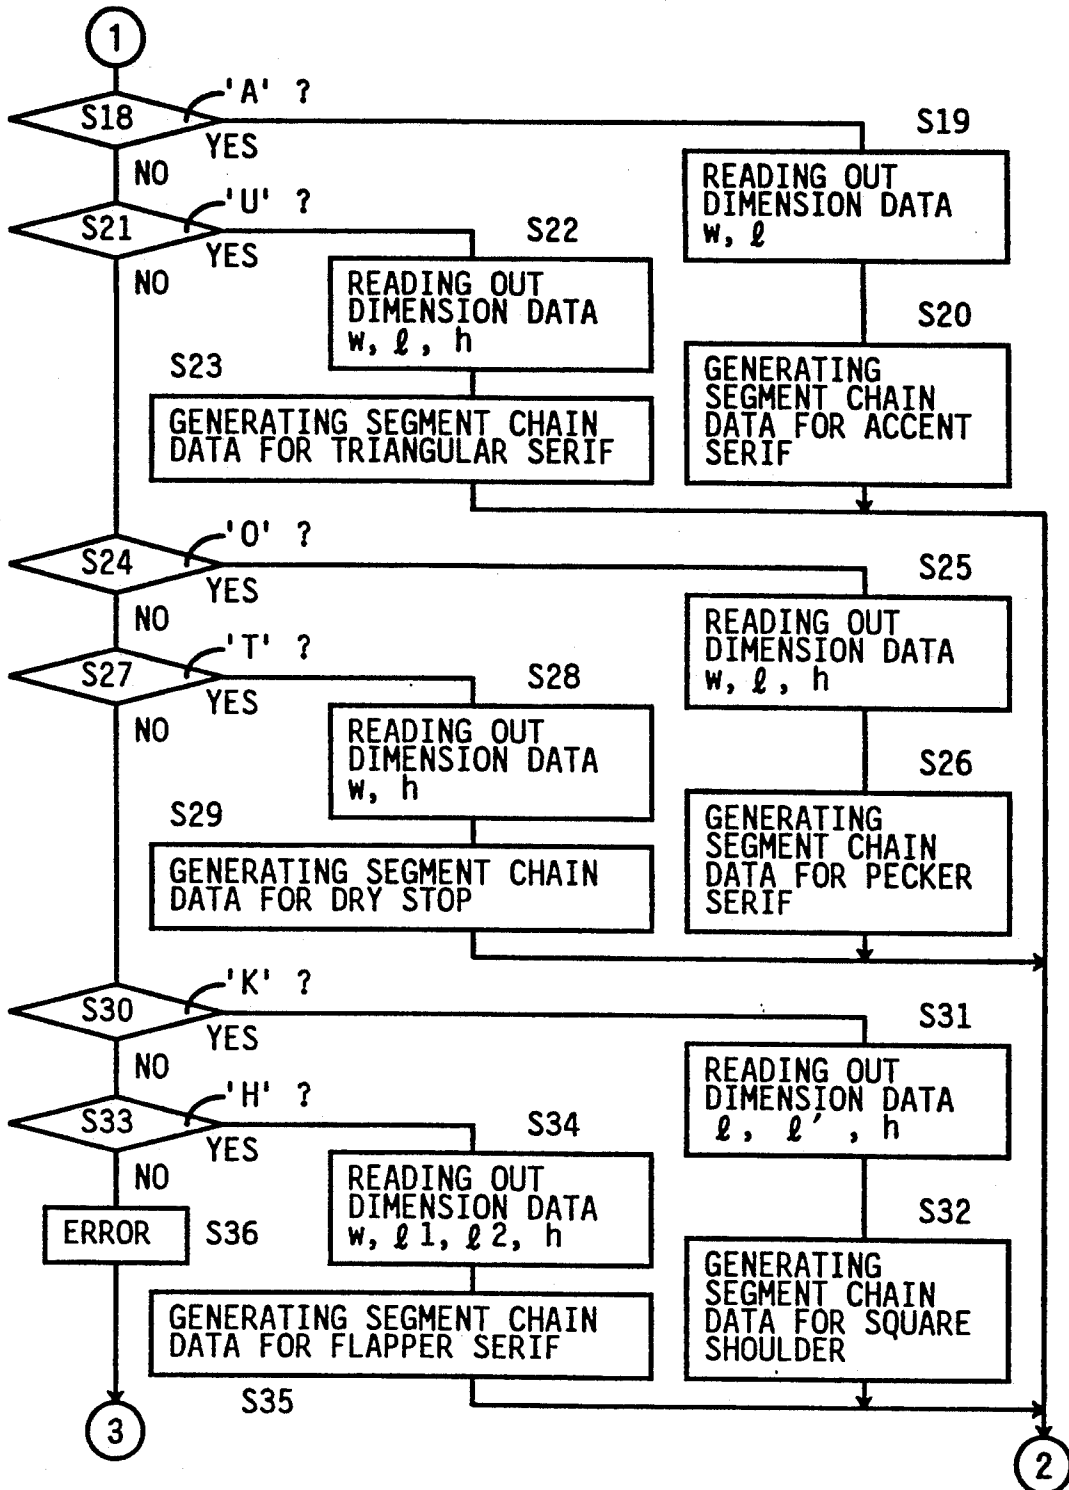 1
S18
'A' ?
YES
NO
S19
READING OUT
DIMENSION DATA
w, ℓ
S20
GENERATING
SEGMENT CHAIN
DATA FOR ACCENT
SERIF
S21
'U' ?
YES
NO
S22
READING OUT
DIMENSION DATA
w, ℓ, h
S23
GENERATING SEGMENT CHAIN
DATA FOR TRIANGULAR SERIF
S24
'O' ?
YES
NO
S25
READING OUT
DIMENSION DATA
w, ℓ, h
S26
GENERATING
SEGMENT CHAIN
DATA FOR PECKER
SERIF
S27
'T' ?
YES
NO
S28
READING OUT
DIMENSION DATA
w, h
S29
GENERATING SEGMENT CHAIN
DATA FOR DRY STOP
S30
'K' ?
YES
NO
S31
READING OUT
DIMENSION DATA
ℓ, ℓ′, h
S32
GENERATING
SEGMENT CHAIN
DATA FOR SQUARE
SHOULDER
S33
'H' ?
YES
NO
S34
READING OUT
DIMENSION DATA
w, ℓ1, ℓ2, h
GENERATING SEGMENT CHAIN
DATA FOR FLAPPER SERIF
S35
ERROR
S36
3
2